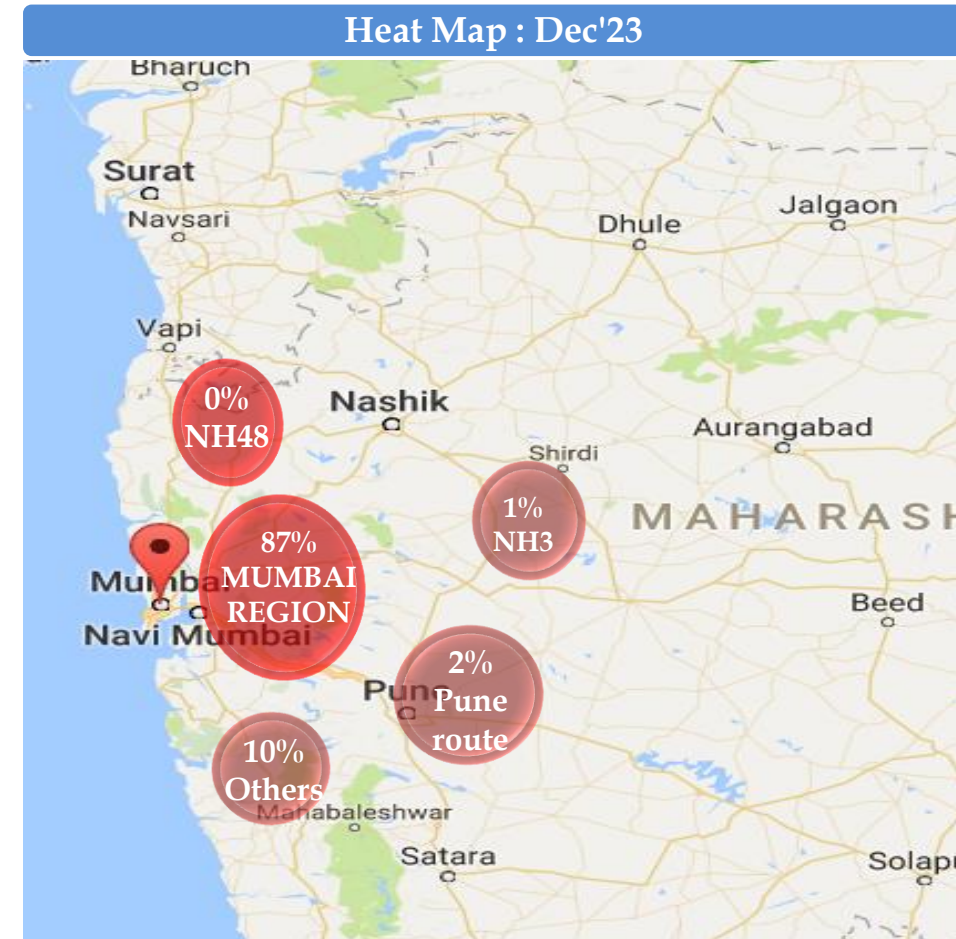 Heat Map : Dec'23
Bharuch
Surat
Navsari
Dhule
Jalgaon
Vapi
0%
NH48
Nashik
Aurangabad
Shirdi
1%
NH3
MAHARASH
87%
MUMBAI
REGION
Mumbai
Navi Mumbai
Beed
2%
Pune
route
Pune
10%
Others
Mahabaleshwar
Satara
Solapu